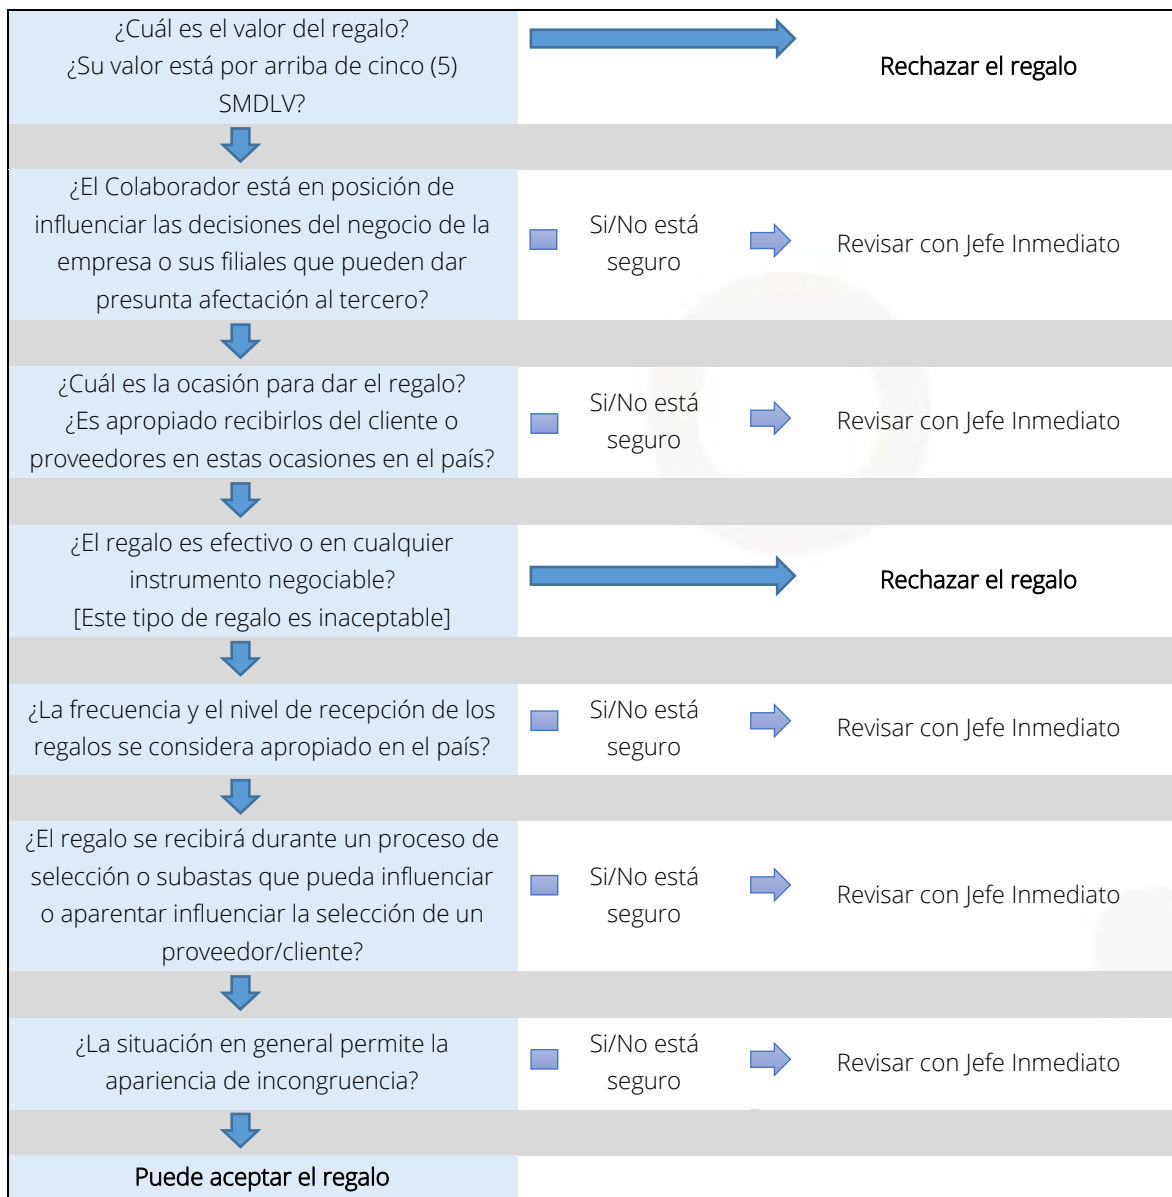 ¿Cuál es el valor del regalo?
¿Su valor está por arriba de cinco (5)
SMDLV?
Rechazar el regalo
¿El Colaborador está en posición de
influenciar las decisiones del negocio de la
empresa o sus filiales que pueden dar
presunta afectación al tercero?
Si/No está
seguro
Revisar con Jefe Inmediato
¿Cuál es la ocasión para dar el regalo?
¿Es apropiado recibirlos del cliente o
proveedores en estas ocasiones en el país?
Si/No está
seguro
Revisar con Jefe Inmediato
¿El regalo es efectivo o en cualquier
instrumento negociable?
[Este tipo de regalo es inaceptable]
Rechazar el regalo
¿La frecuencia y el nivel de recepción de los
regalos se considera apropiado en el país?
Si/No está
seguro
Revisar con Jefe Inmediato
¿El regalo se recibirá durante un proceso de
selección o subastas que pueda influenciar
o aparentar influenciar la selección de un
proveedor/cliente?
Si/No está
seguro
Revisar con Jefe Inmediato
¿La situación en general permite la
apariencia de incongruencia?
Si/No está
seguro
Revisar con Jefe Inmediato
Puede aceptar el regalo